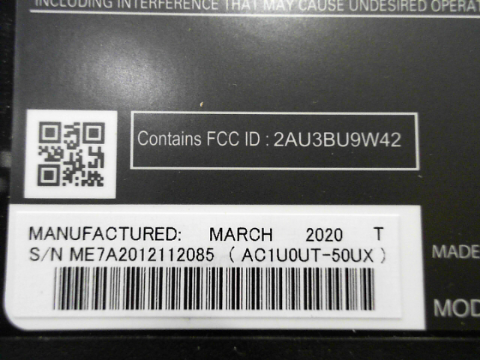 INCLUDING INTERFERENCE THAT MAY CAUSE UNDESIRED OPERAT
Contains FCC ID : 2AU3BU9W42
MANUFACTURED: MARCH 2020 T
S/N ME7A2012112085 ( AC1U0UT-50UX )
MADE
MOD